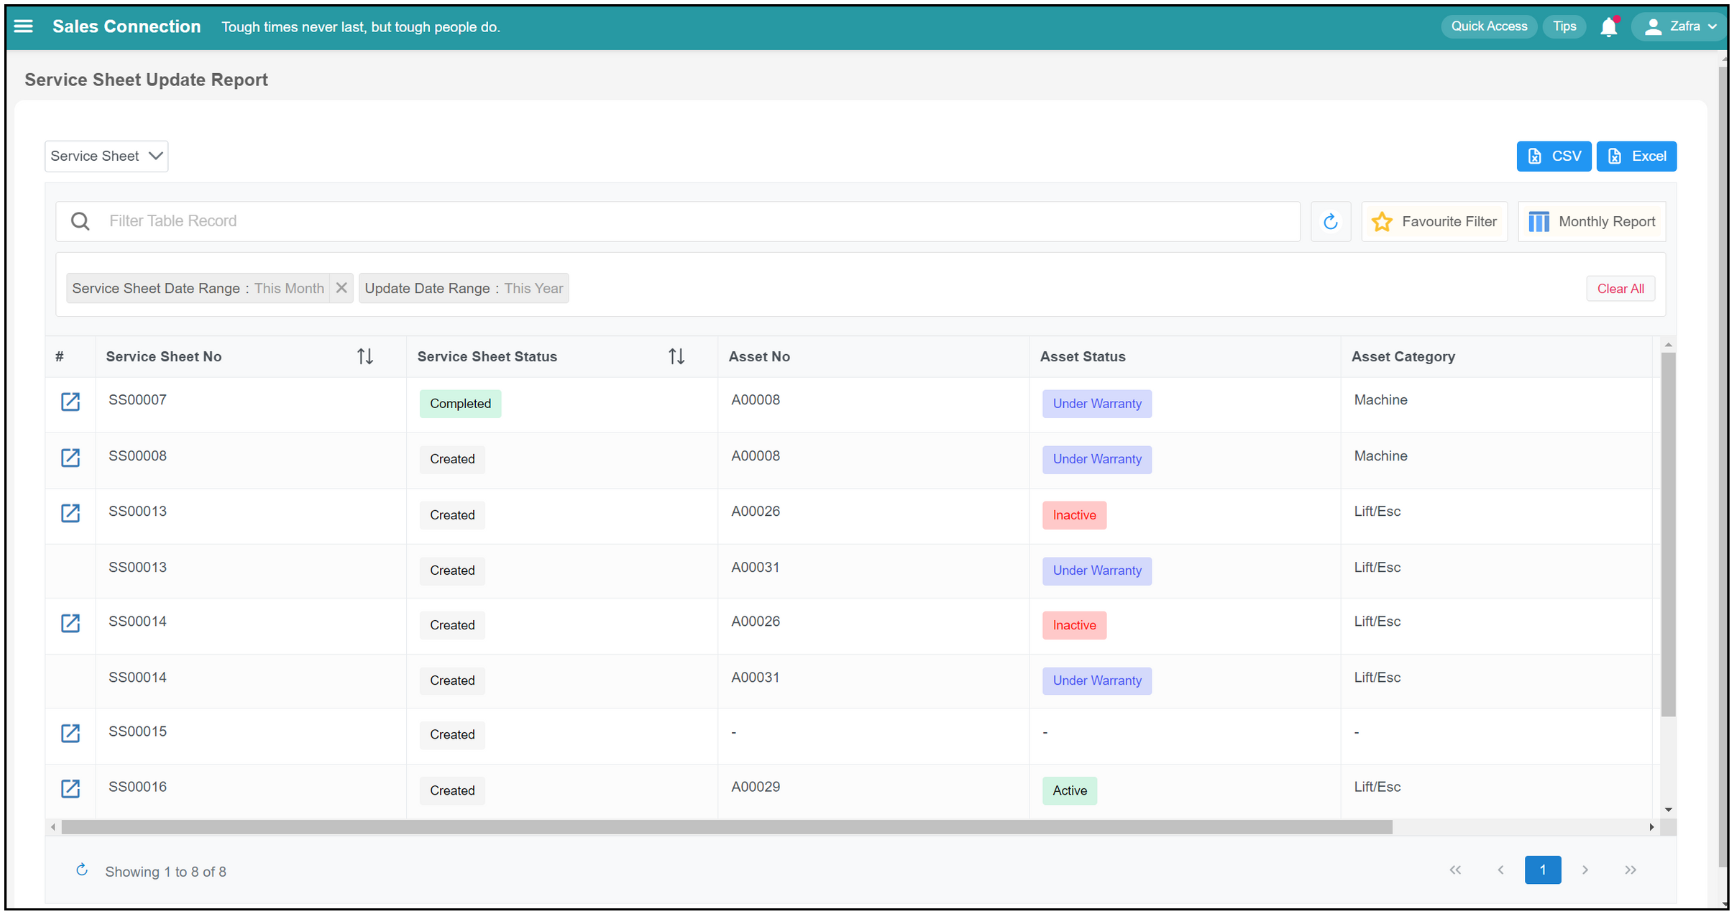 Sales Connection Tough times never last, but tough people do. Quick Access Tips Zafra
Service Sheet Update Report
Service Sheet CSV Excel
Filter Table Record Favourite Filter Monthly Report
Service Sheet Date Range : This Month Update Date Range : This Year Clear All
# Service Sheet No Service Sheet Status Asset No Asset Status Asset Category
SS00007 Completed A00008 Under Warranty Machine
SS00008 Created A00008 Under Warranty Machine
SS00013 Created A00026 Inactive Lift/Esc
SS00013 Created A00031 Under Warranty Lift/Esc
SS00014 Created A00026 Inactive Lift/Esc
SS00014 Created A00031 Under Warranty Lift/Esc
SS00015 Created - - -
SS00016 Created A00029 Active Lift/Esc
Showing 1 to 8 of 8 1